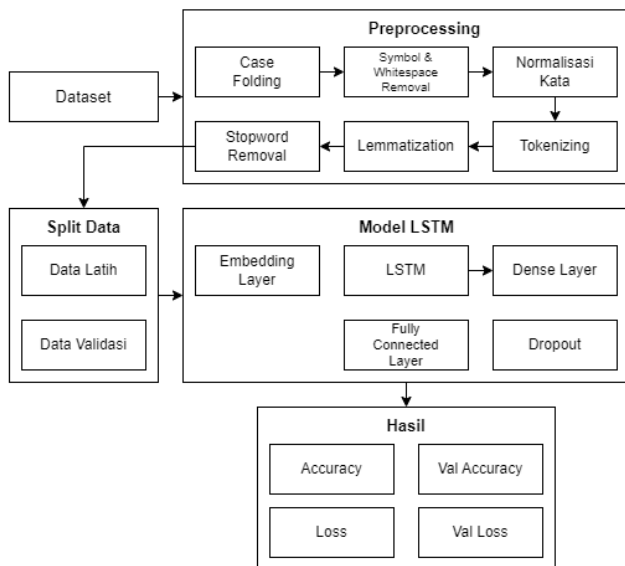 Preprocessing
Dataset
Case
Folding
Symbol &
Whitespace
Removal
Normalisasi
Kata
Stopword
Removal
Lemmatization
Tokenizing
Split Data
Data Latih
Data Validasi
Model LSTM
Embedding
Layer
LSTM
Dense Layer
Fully
Connected
Layer
Dropout
Hasil
Accuracy
Val Accuracy
Loss
Val Loss